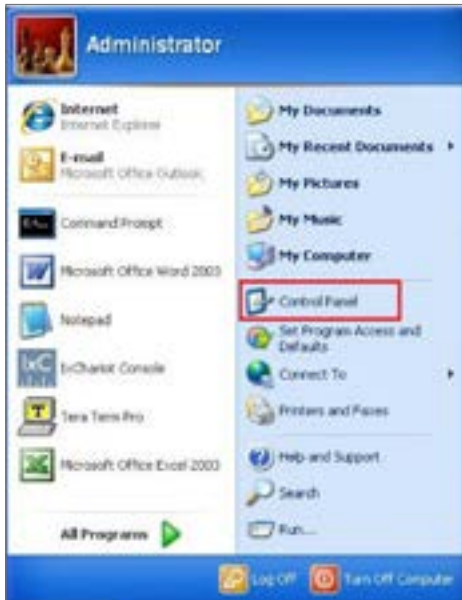 Administrator
Internet
Internet Explorer
E-mail
Microsoft Office Outlook
Command Prompt
Microsoft Office Word 2003
Notepad
IxChariot Console
Tera Term Pro
Microsoft Office Excel 2003
All Programs
My Documents
My Recent Documents
My Pictures
My Music
My Computer
Control Panel
Set Program Access and
Defaults
Connect To
Printers and Faxes
Help and Support
Search
Run...
Log Off
Turn Off Computer